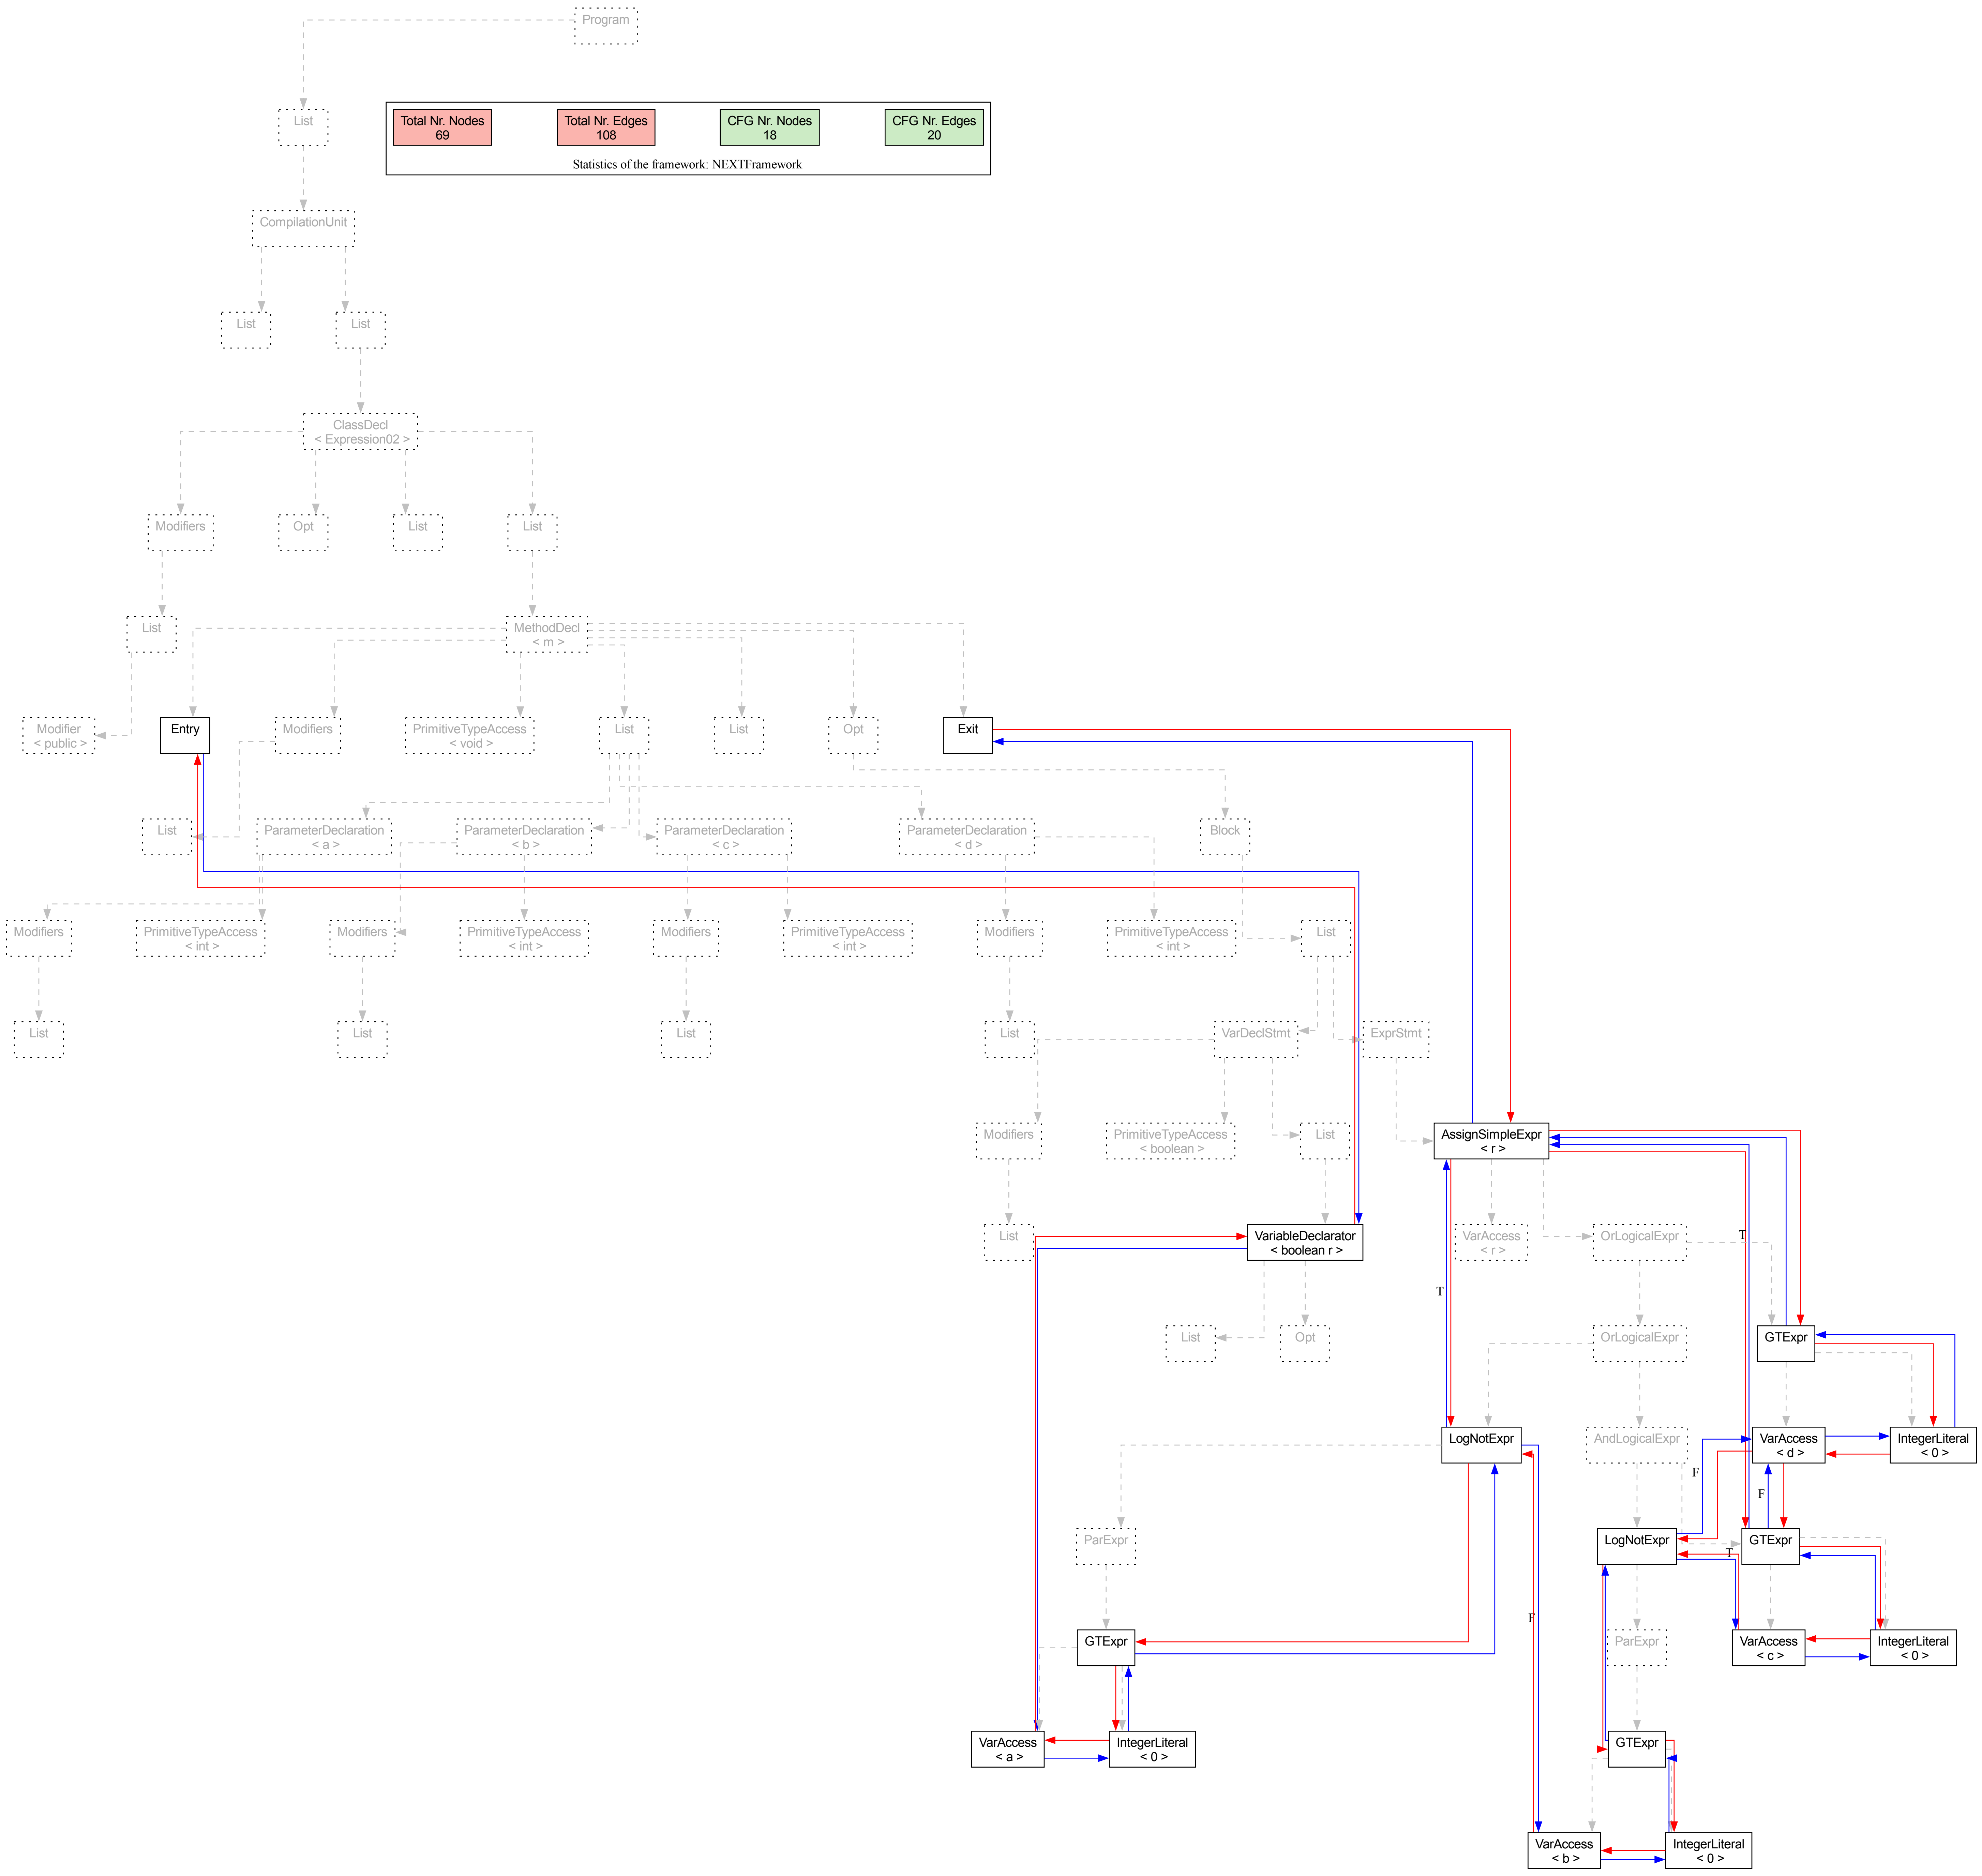 Program
List
Total Nr. Nodes
69
Total Nr. Edges
108
CFG Nr. Nodes
18
CFG Nr. Edges
20
Statistics of the framework: NEXTFramework
CompilationUnit
List
List
ClassDecl
< Expression02 >
Modifiers
Opt
List
List
List
MethodDecl
< m >
Modifier
< public >
Entry
Modifiers
PrimitiveTypeAccess
< void >
List
List
Opt
Exit
List
ParameterDeclaration
< a >
ParameterDeclaration
< b >
ParameterDeclaration
< c >
ParameterDeclaration
< d >
Block
Modifiers
PrimitiveTypeAccess
< int >
Modifiers
PrimitiveTypeAccess
< int >
Modifiers
PrimitiveTypeAccess
< int >
Modifiers
PrimitiveTypeAccess
< int >
List
List
List
List
List
VarDeclStmt
ExprStmt
Modifiers
PrimitiveTypeAccess
< boolean >
List
AssignSimpleExpr
< r >
List
VariableDeclarator
< boolean r >
VarAccess
< r >
OrLogicalExpr
T
T
List
Opt
OrLogicalExpr
GTExpr
LogNotExpr
AndLogicalExpr
VarAccess
< d >
IntegerLiteral
< 0 >
F
F
ParExpr
LogNotExpr
T
GTExpr
F
GTExpr
ParExpr
VarAccess
< c >
IntegerLiteral
< 0 >
VarAccess
< a >
IntegerLiteral
< 0 >
GTExpr
VarAccess
< b >
IntegerLiteral
< 0 >